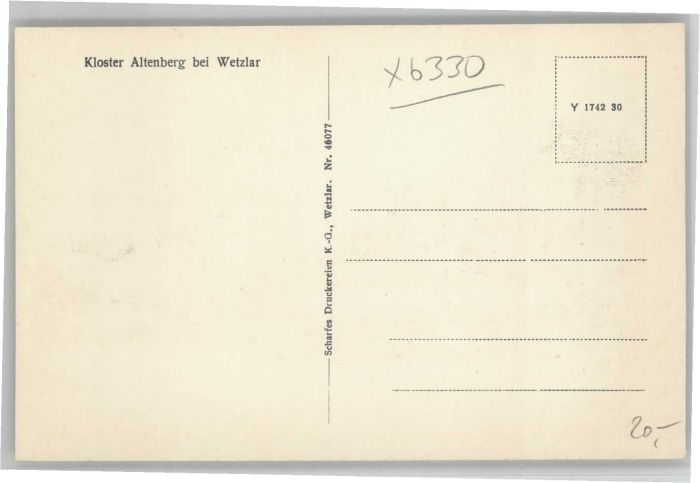 Kloster Altenberg bei Wetzlar
x6330
Y 1742 30
Scharfes Druckereien K.-G., Wetzlar. Nr. 46077
20,-